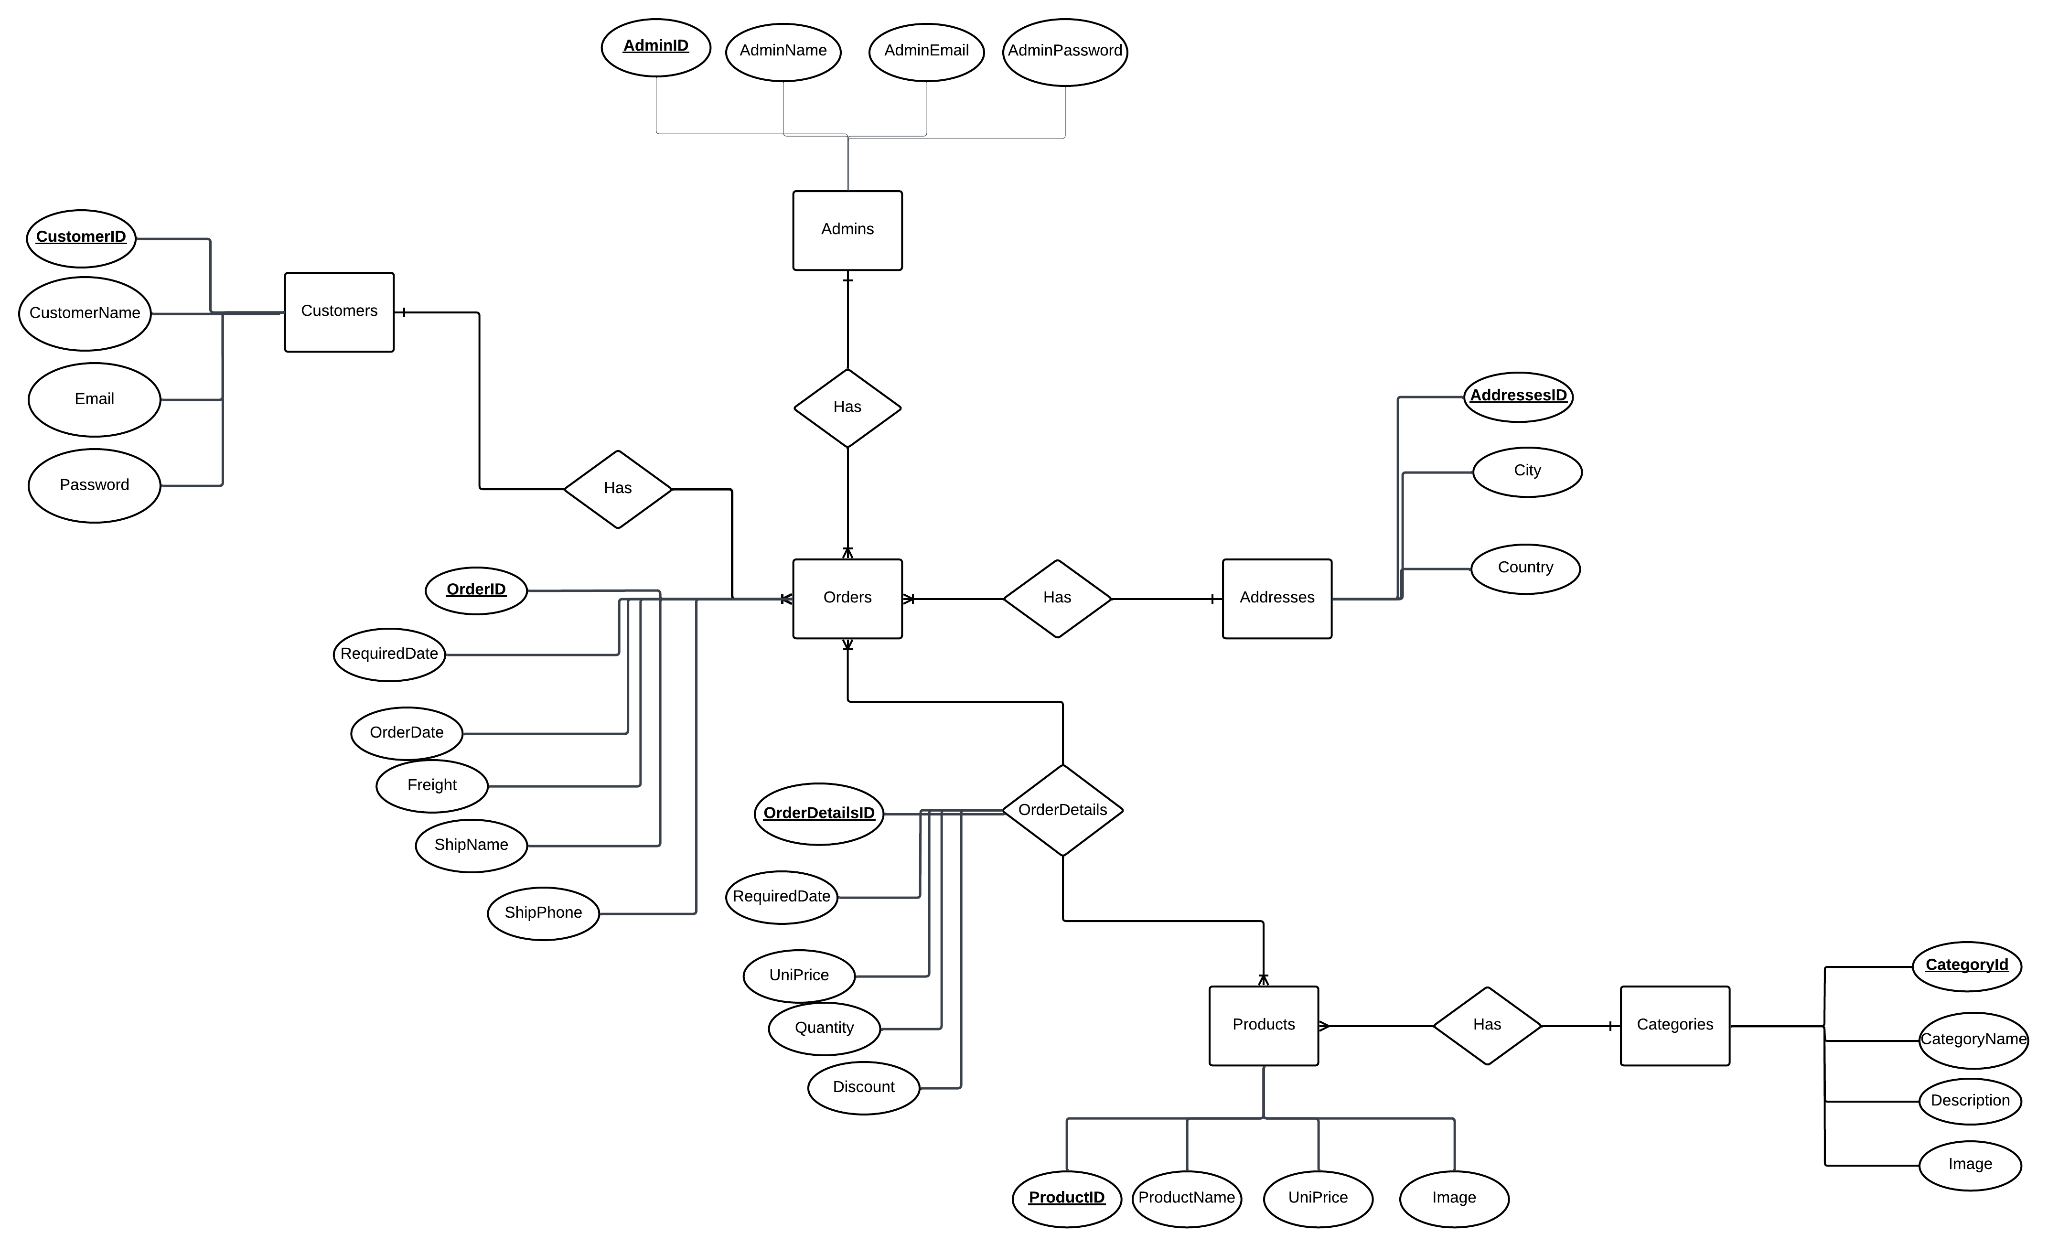 AdminID
AdminName
AdminEmail
AdminPassword
Admins
CustomerID
CustomerName
Email
Password
Customers
Has
Has
AddressesID
City
Country
OrderID
RequiredDate
OrderDate
Freight
ShipName
ShipPhone
Orders
Has
Addresses
OrderDetailsID
RequiredDate
UniPrice
Quantity
Discount
OrderDetails
Products
Has
Categories
CategoryId
CategoryName
Description
Image
ProductID
ProductName
UniPrice
Image